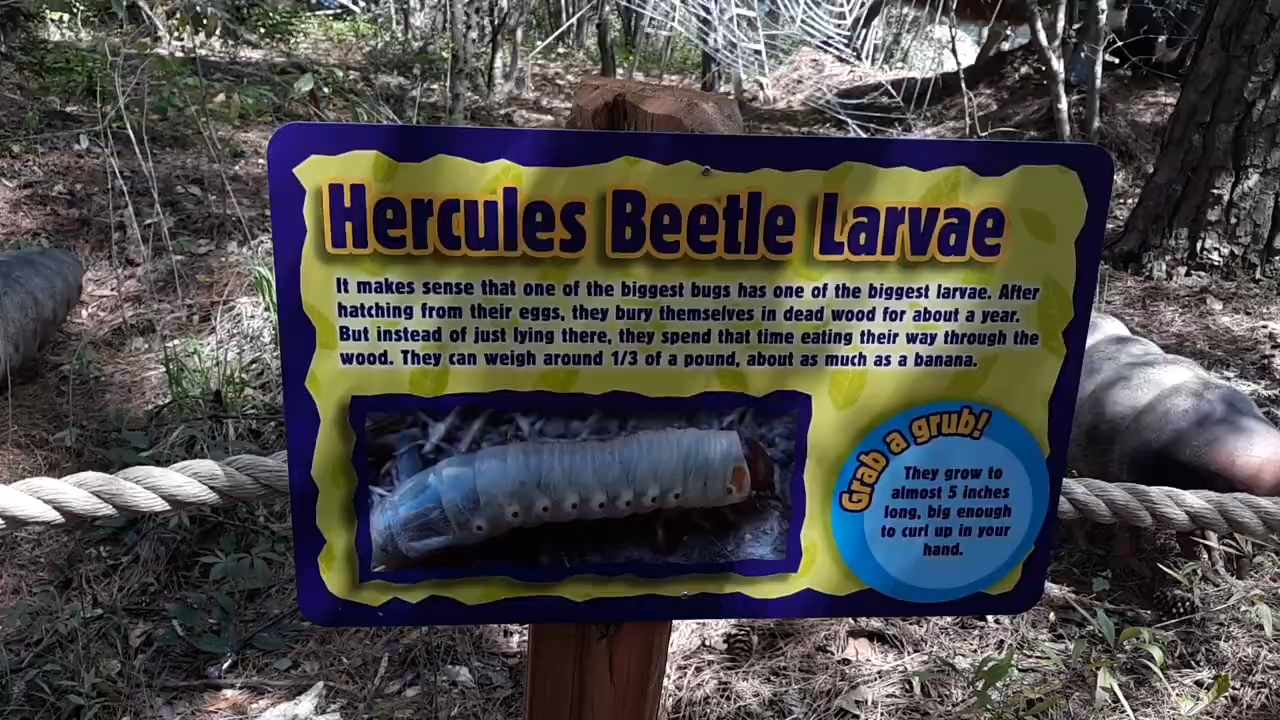 Hercules Beetle Larvae
It makes sense that one of the biggest bugs has one of the biggest larvae. After
hatching from their eggs, they bury themselves in dead wood for about a year.
But instead of just lying there, they spend that time eating their way through the
wood. They can weigh around 1/3 of a pound, about as much as a banana.
Grab a grub!
They grow to
almost 5 inches
long, big enough
to curl up in your
hand.